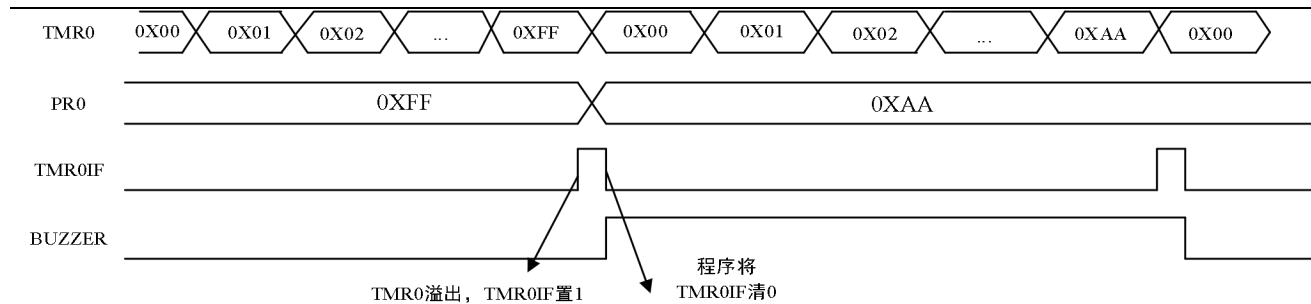 TMR0 0X00 0X01 0X02 ... 0XFF 0X00 0X01 0X02 ... 0XAA 0X00
PR0 0XFF 0XAA
TMR0IF
BUZZER
TMR0溢出，TMR0IF置1
程序将
TMR0IF清0